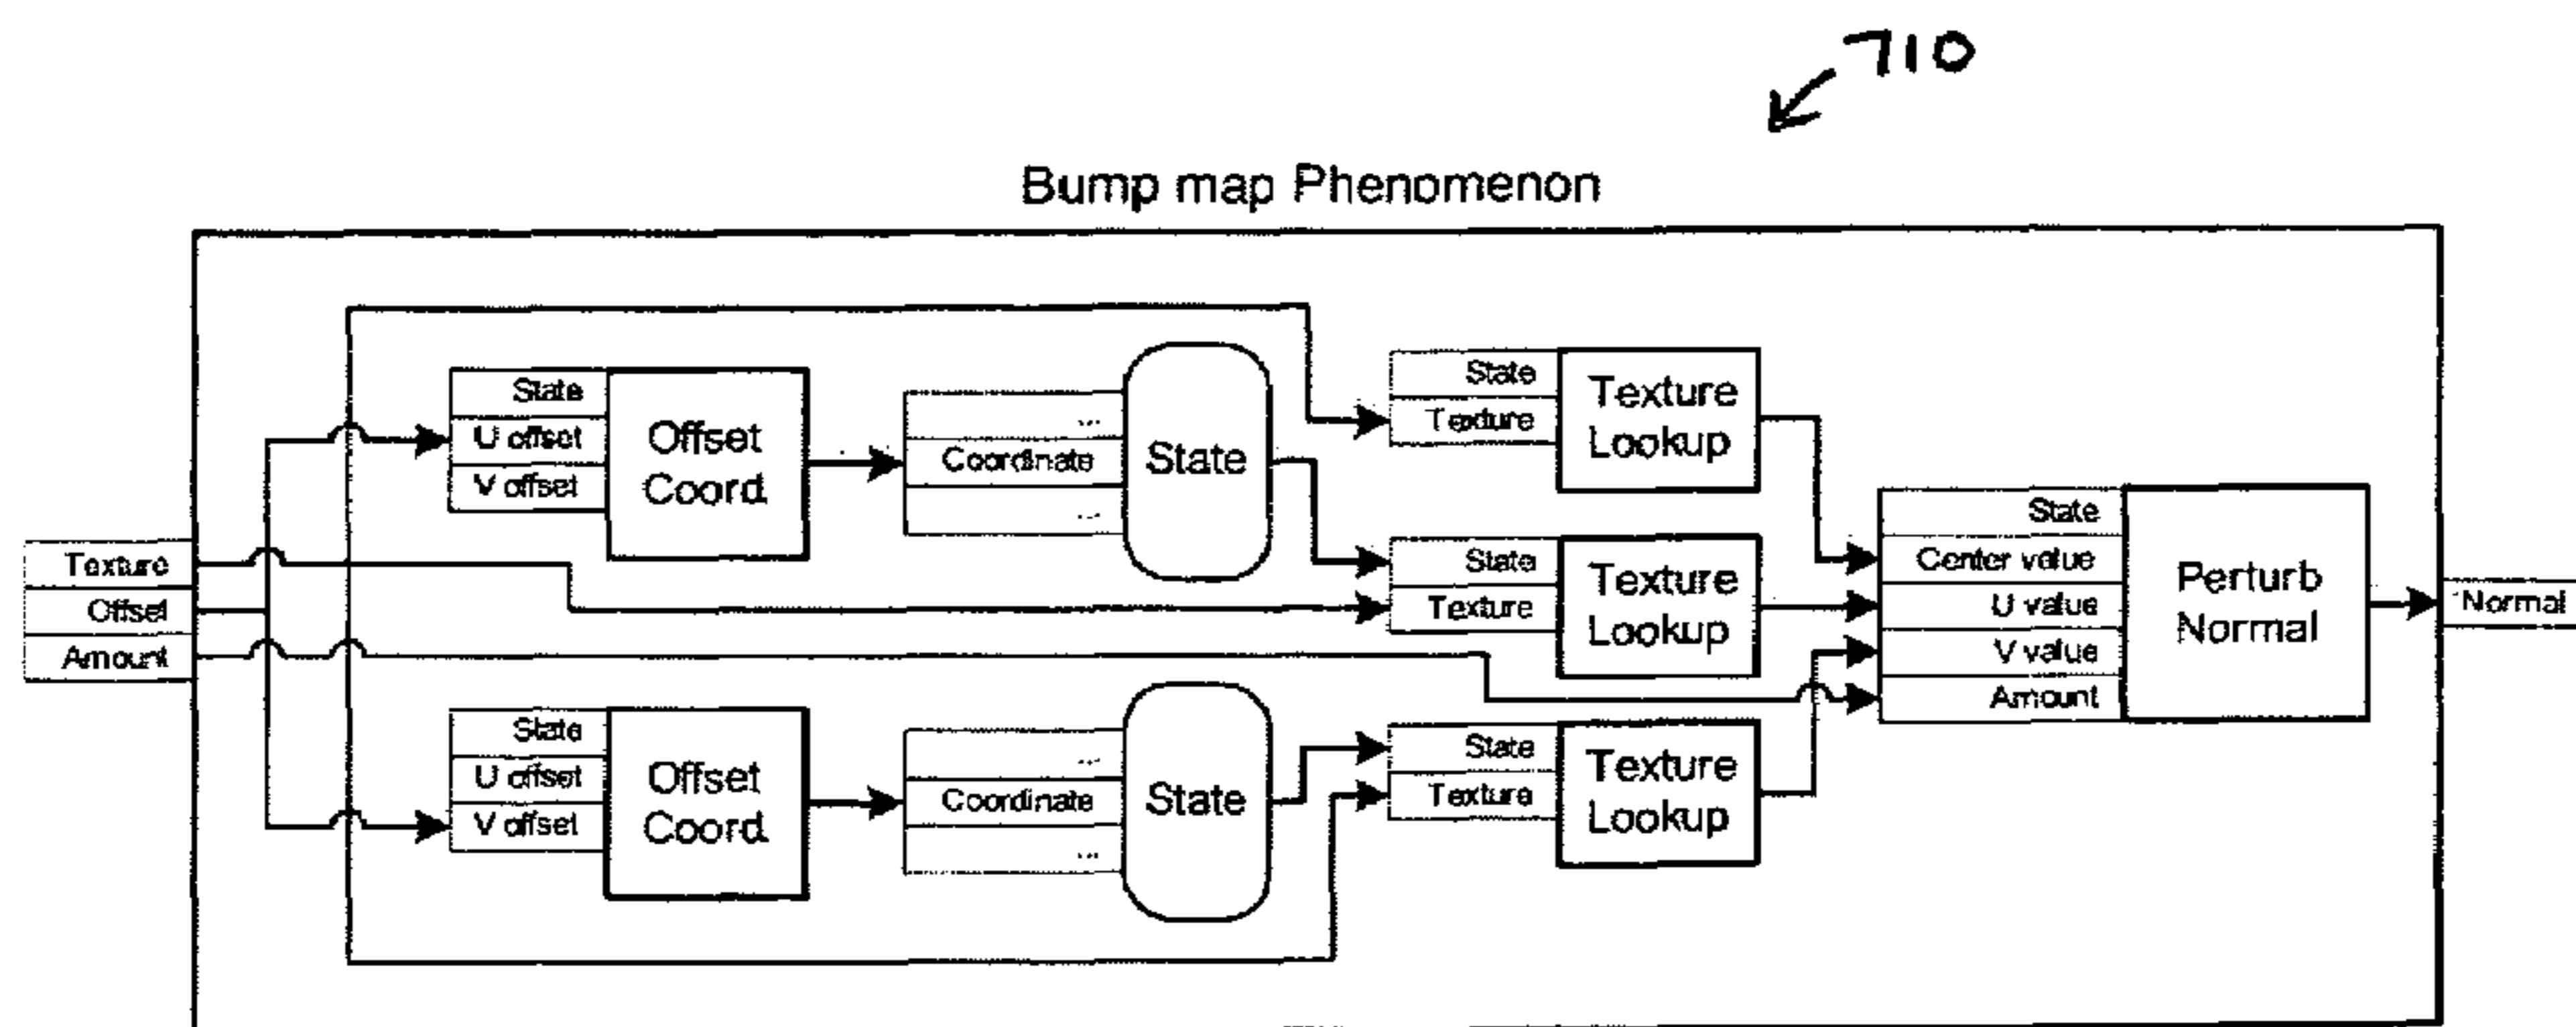 710
Bump map Phenomenon
Texture
Offset
Amount
State
U offset
V offset
Offset
Coord.
...
Coordinate
...
State
State
U offset
V offset
Offset
Coord.
...
Coordinate
...
State
State
Texture
Texture
Lookup
State
Texture
Texture
Lookup
State
Texture
Texture
Lookup
State
Center value
U value
V value
Amount
Perturb
Normal
Normal